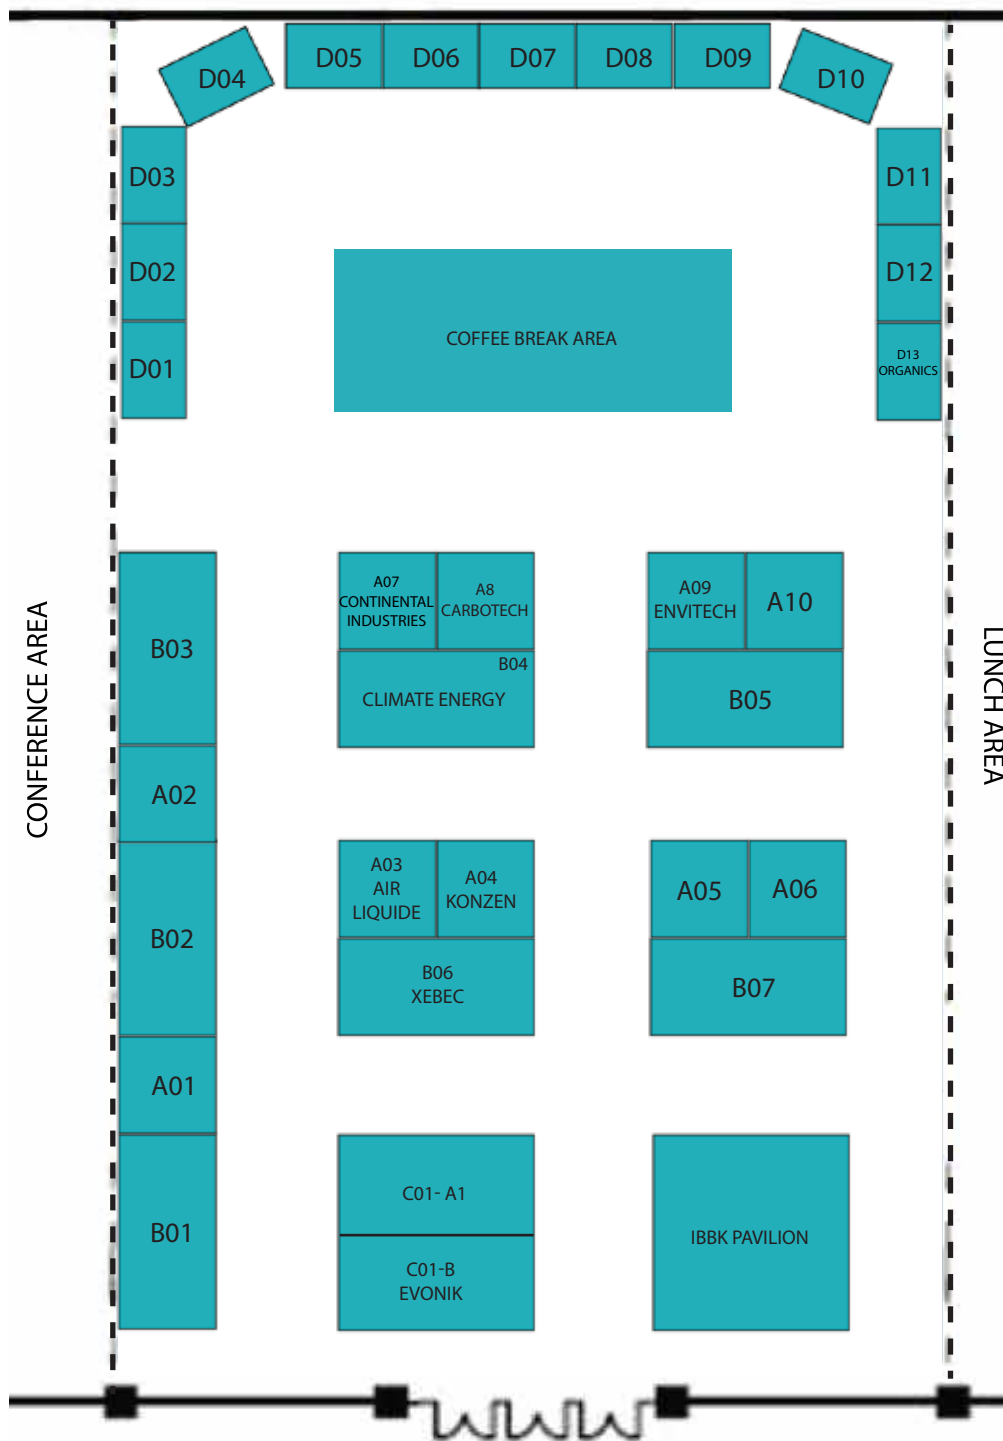 D04
D05
D06
D07
D08
D09
D10
D03
D02
D01
D11
D12
D13
ORGANICS
COFFEE BREAK AREA
CONFERENCE AREA
LUNCH AREA
B03
A02
B02
A01
B01
A07
CONTINENTAL
INDUSTRIES
A8
CARBOTECH
B04
CLIMATE ENERGY
A09
ENVITECH
A10
B05
A03
AIR
LIQUIDE
A04
KONZEN
B06
XEBEC
A05
A06
B07
C01- A1
C01-B
EVONIK
IBBK PAVILION